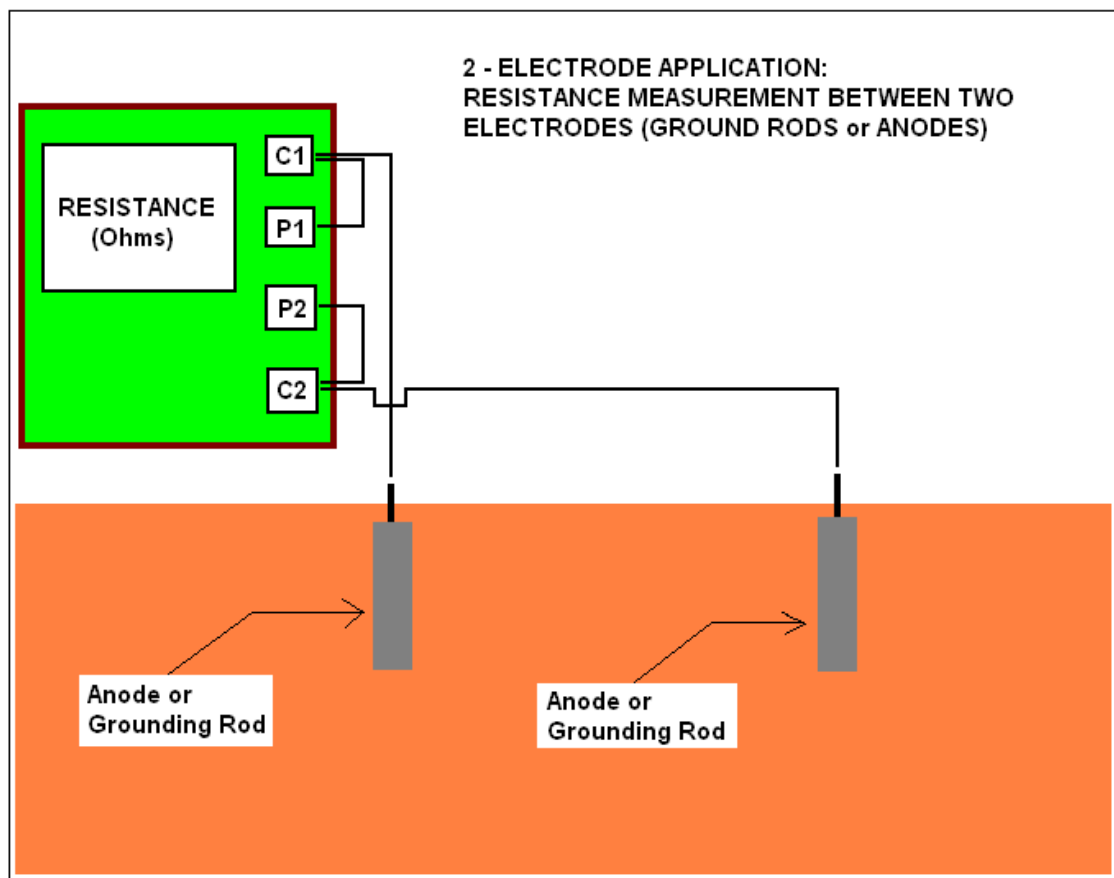 2 - ELECTRODE APPLICATION:
RESISTANCE MEASUREMENT BETWEEN TWO
ELECTRODES (GROUND RODS or ANODES)
RESISTANCE
(Ohms)
C1
P1
P2
C2
Anode or
Grounding Rod
Anode or
Grounding Rod